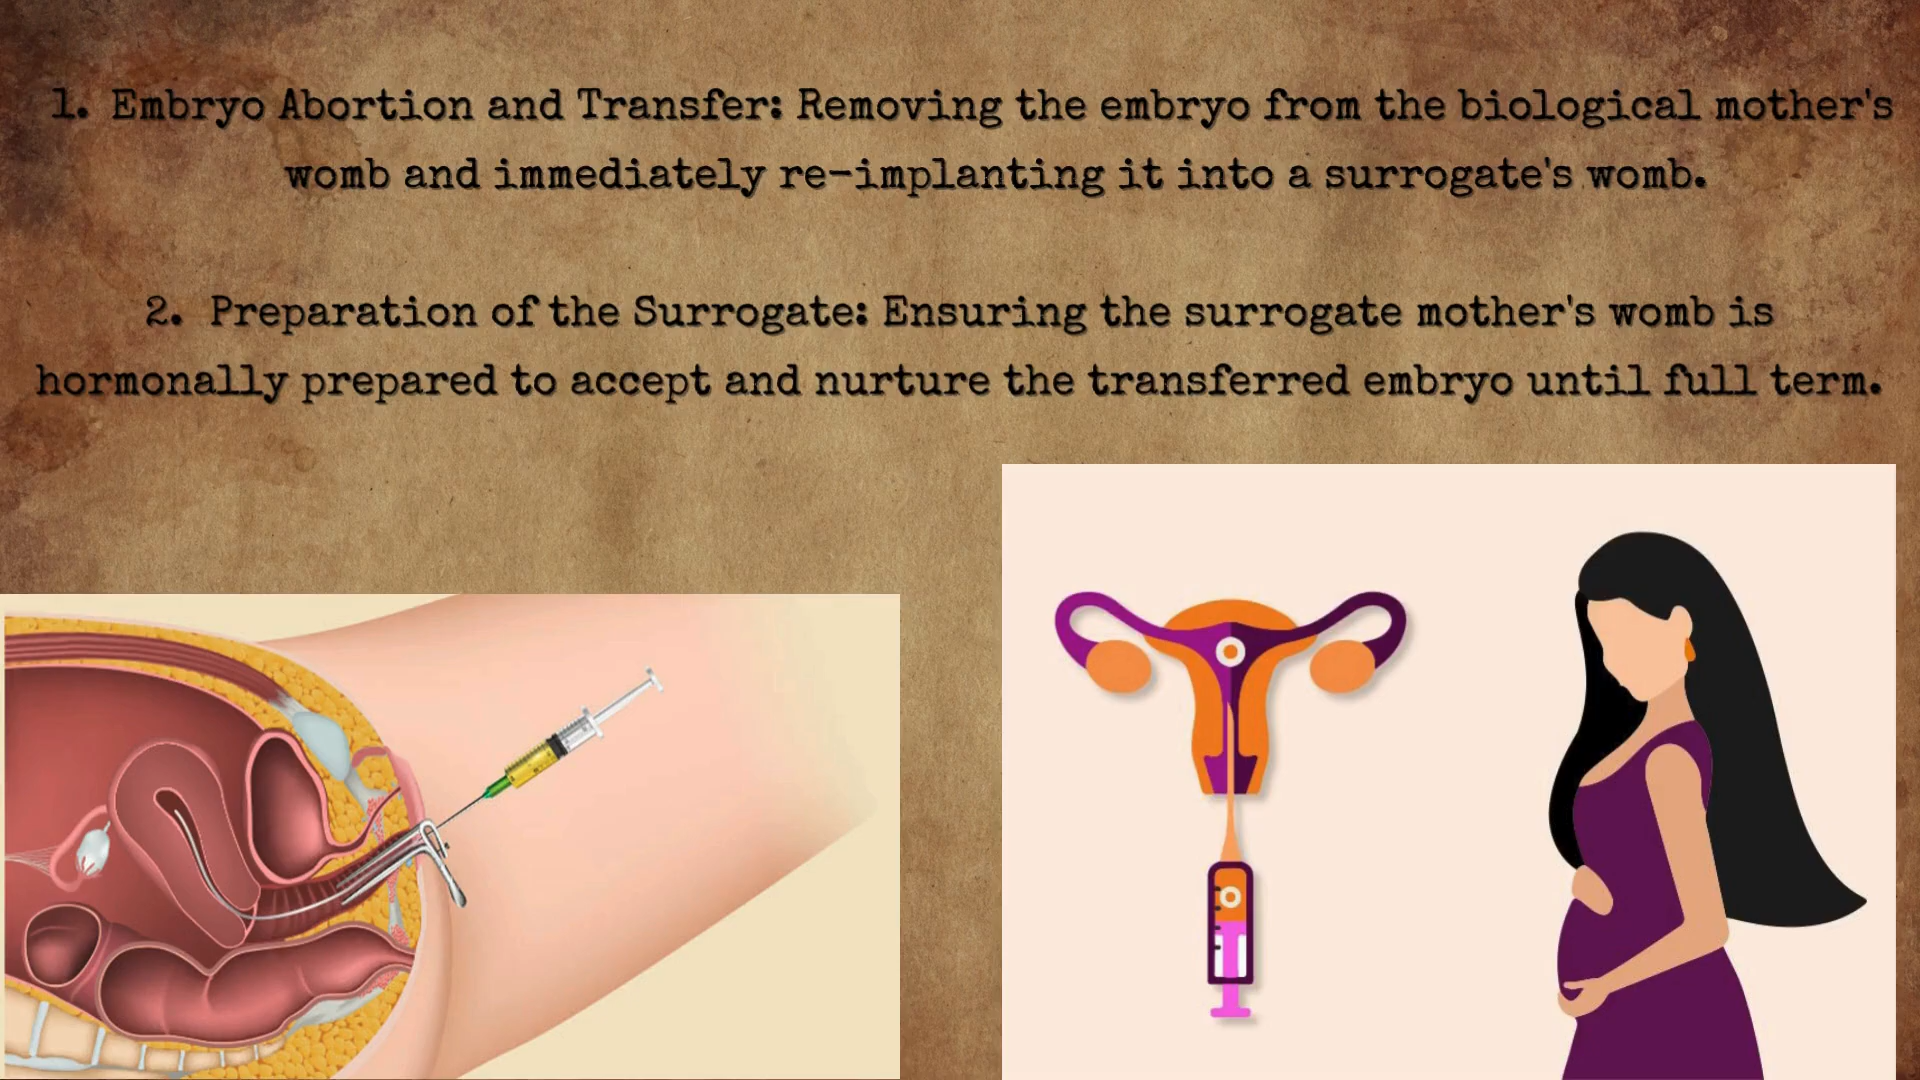 1. Embryo Abortion and Transfer: Removing the embryo from the biological mother's
womb and immediately re-implanting it into a surrogate's womb.
2. Preparation of the Surrogate: Ensuring the surrogate mother's womb is
hormonally prepared to accept and nurture the transferred embryo until full term.